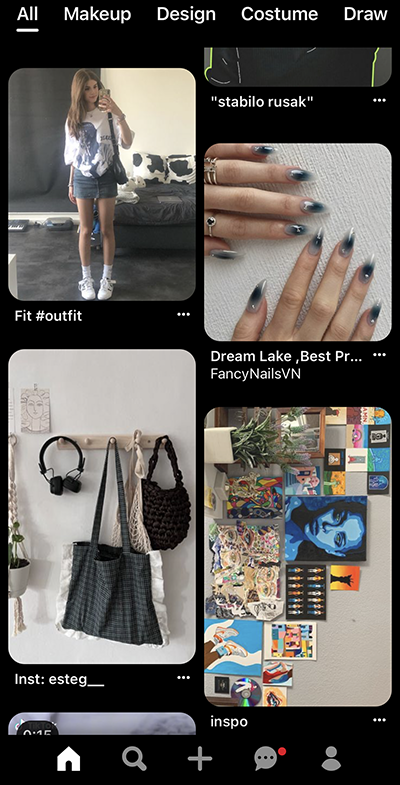 All Makeup Design Costume Draw
"stabilo rusak"
Fit #outfit
Dream Lake ,Best Pr...
FancyNailsVN
Inst: esteg__
inspo
0:15